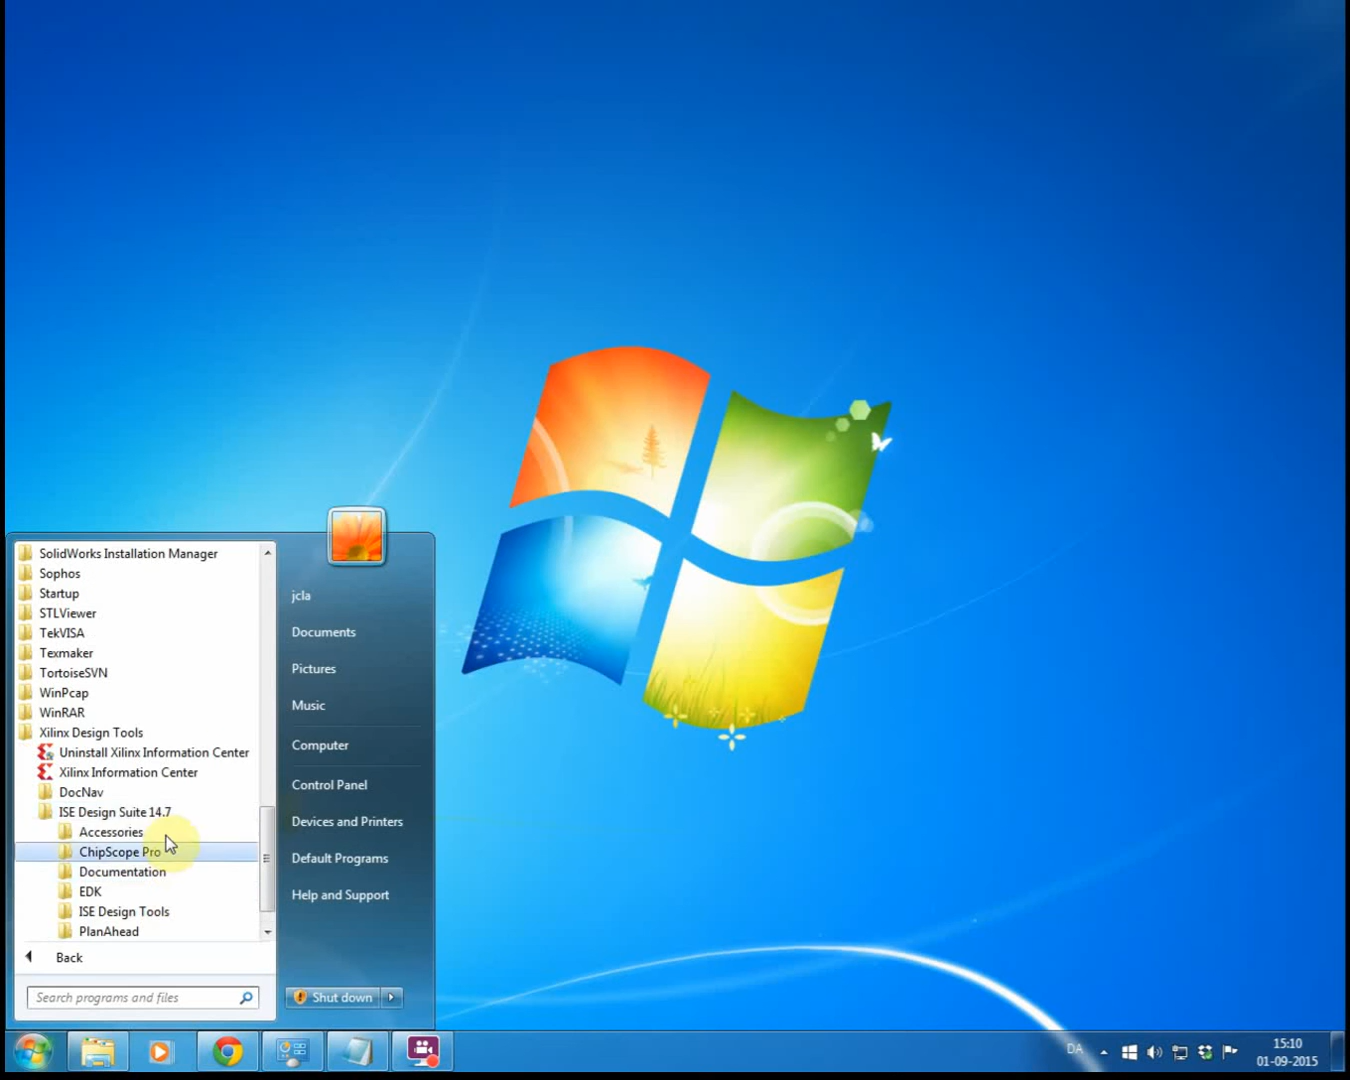 SolidWorks Installation Manager
Sophos
Startup
STLViewer
TekVISA
Texmaker
TortoiseSVN
WinPcap
WinRAR
Xilinx Design Tools
Uninstall Xilinx Information Center
Xilinx Information Center
DocNav
ISE Design Suite 14.7
Accessories
ChipScope Pro
Documentation
EDK
ISE Design Tools
PlanAhead
Back
Search programs and files
jcla
Documents
Pictures
Music
Computer
Control Panel
Devices and Printers
Default Programs
Help and Support
Shut down
DA
15:10
01-09-2015